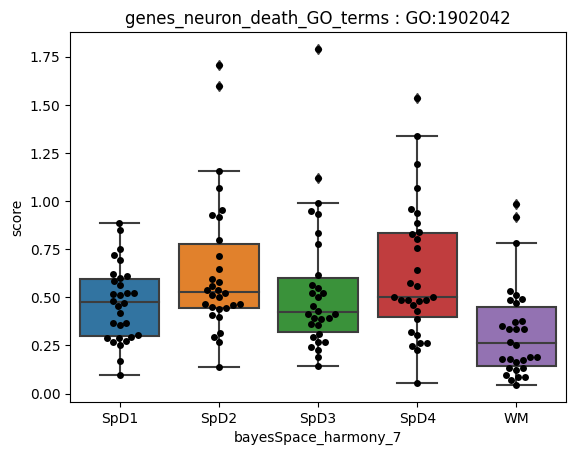 genes_neuron_death_GO_terms : GO:1902042
1.75
1.50
1.25
1.00
0.75
0.50
0.25
0.00
score
SpD1 SpD2 SpD3 SpD4 WM
bayesSpace_harmony_7